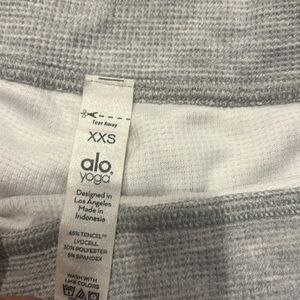 Tear Away
XXS
alo
yoga
Designed in
Los Angeles
Made in
Indonesia
65% TENCEL™
LYOCELL
30% POLYESTER
5% SPANDEX
WASH WITH
LIKE COLORS